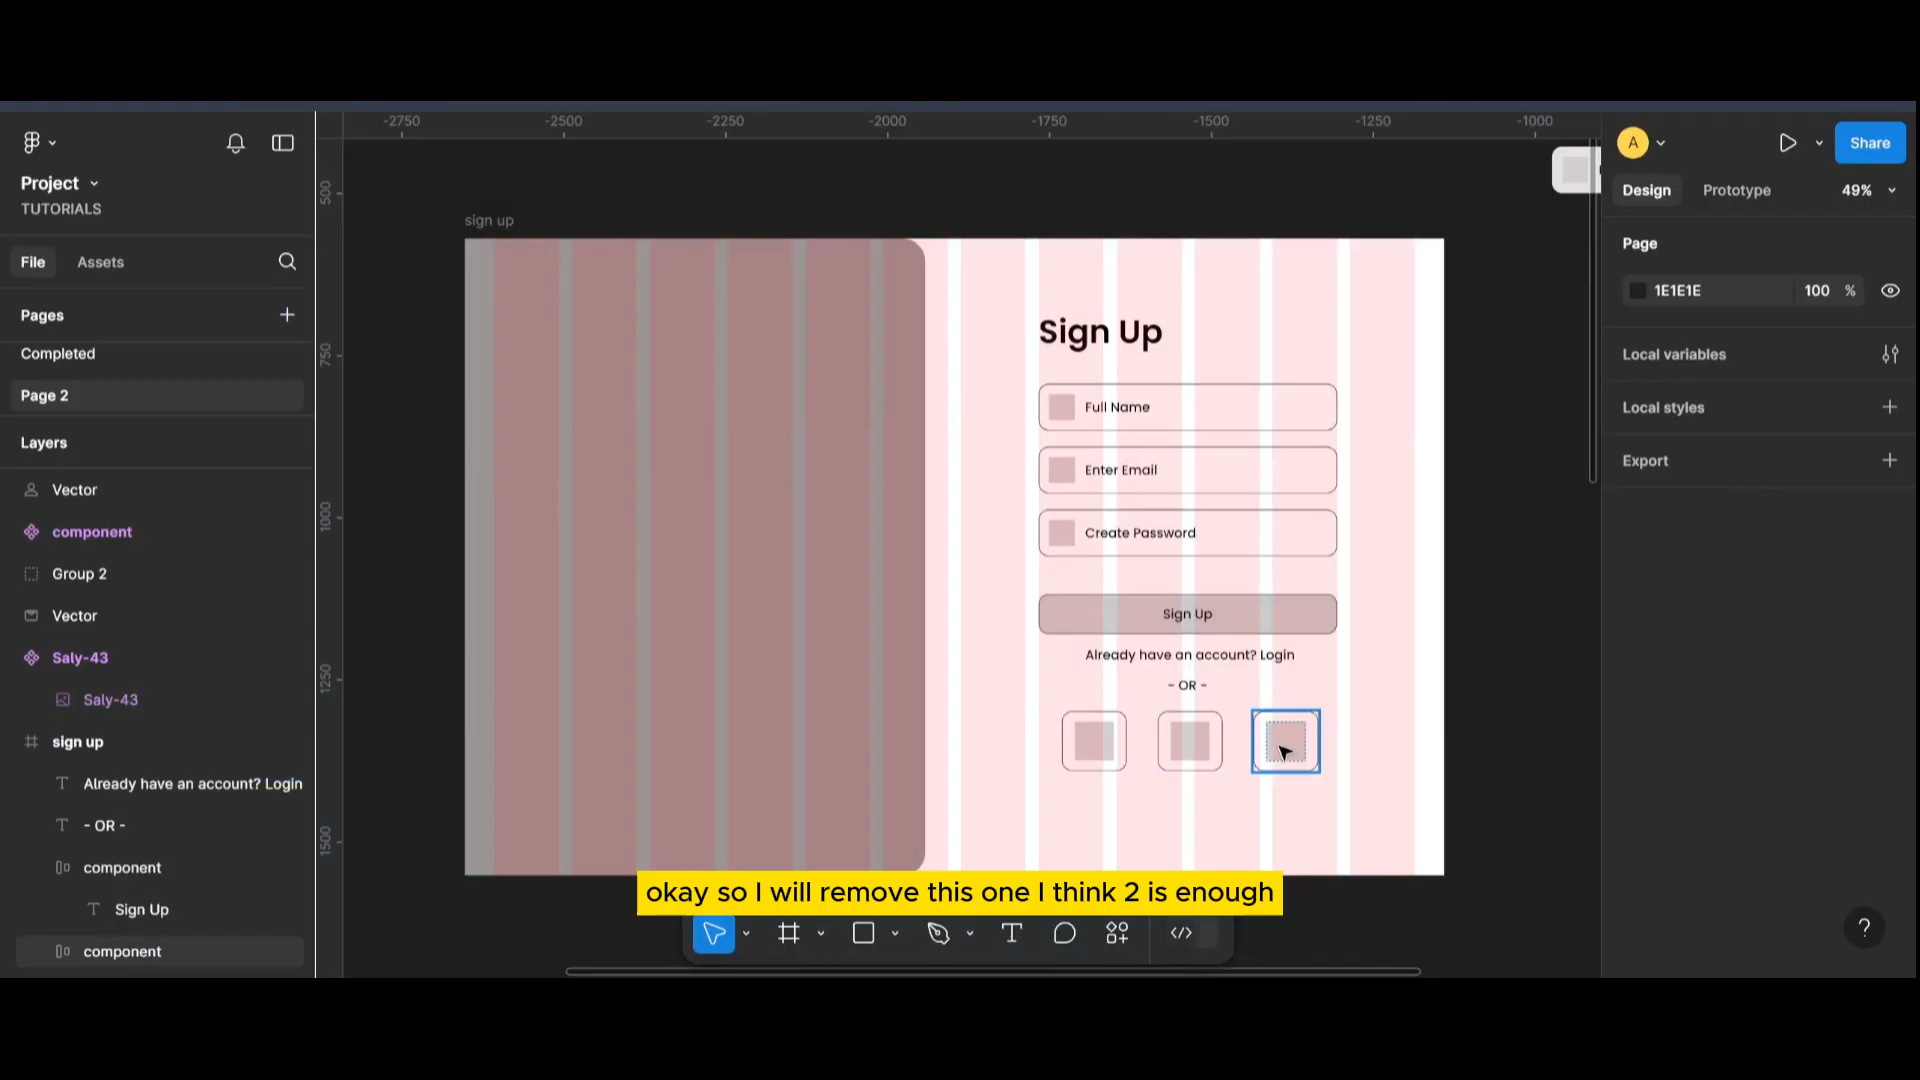 -2750
-2500
-2250
-2000
-1750
-1500
-1250
-1000
A
Share
Project
TUTORIALS
Design
Prototype
49%
500
sign up
Page
File
Assets
1E1E1E
100
%
Pages
Completed
Page 2
750
Sign Up
Local variables
Full Name
Local styles
Layers
Enter Email
Export
Vector
1000
component
Create Password
Group 2
Vector
Sign Up
Saly-43
Already have an account? Login
1250
- OR -
Saly-43
sign up
Already have an account? Login
- OR -
1500
component
okay so I will remove this one I think 2 is enough
Sign Up
component
?